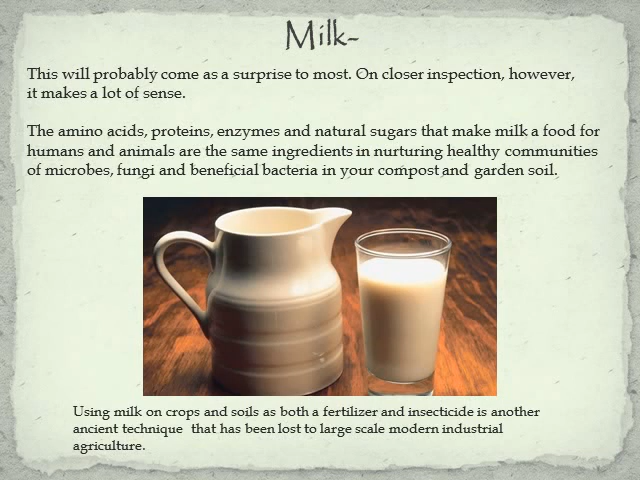 Milk-
This will probably come as a surprise to most. On closer inspection, however,
it makes a lot of sense.
The amino acids, proteins, enzymes and natural sugars that make milk a food for
humans and animals are the same ingredients in nurturing healthy communities
of microbes, fungi and beneficial bacteria in your compost and garden soil.
Using milk on crops and soils as both a fertilizer and insecticide is another
ancient technique that has been lost to large scale modern industrial
agriculture.